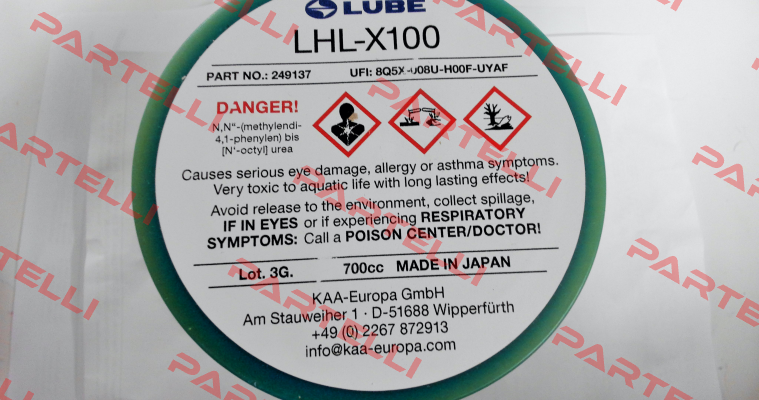 LUBE
LHL-X100
PART NO.: 249137 UFI: 8Q5X-U08U-H00F-UYAF
DANGER!
N,N"-(methylendi-
4,1-phenylen) bis
[N'-octyl] urea
Causes serious eye damage, allergy or asthma symptoms.
Very toxic to aquatic life with long lasting effects!
Avoid release to the environment, collect spillage,
IF IN EYES or if experiencing RESPIRATORY
SYMPTOMS: Call a POISON CENTER/DOCTOR!
Lot. 3G. 700cc MADE IN JAPAN
KAA-Europa GmbH
Am Stauweiher 1 · D-51688 Wipperfürth
+49 (0) 2267 872913
info@kaa-europa.com
PARTELLI
PARTELLI
PARTELLI
PARTELLI
PARTELLI
PARTELLI
PARTELLI
PARTELLI
PARTELLI